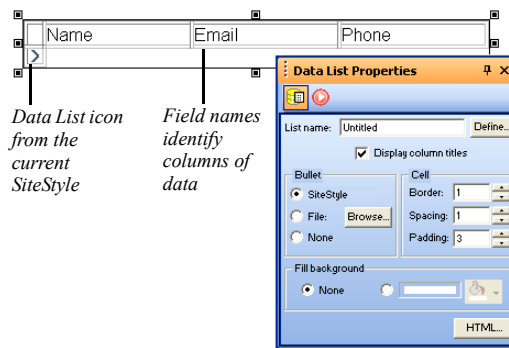 Name Email Phone
Data List Properties
List name: Untitled Define...
Display column titles
Bullet
SiteStyle
File: Browse...
None
Cell
Border: 1
Spacing: 1
Padding: 3
Fill background
None
HTML...
Data List icon
from the
current
SiteStyle
Field names
identify
columns of
data